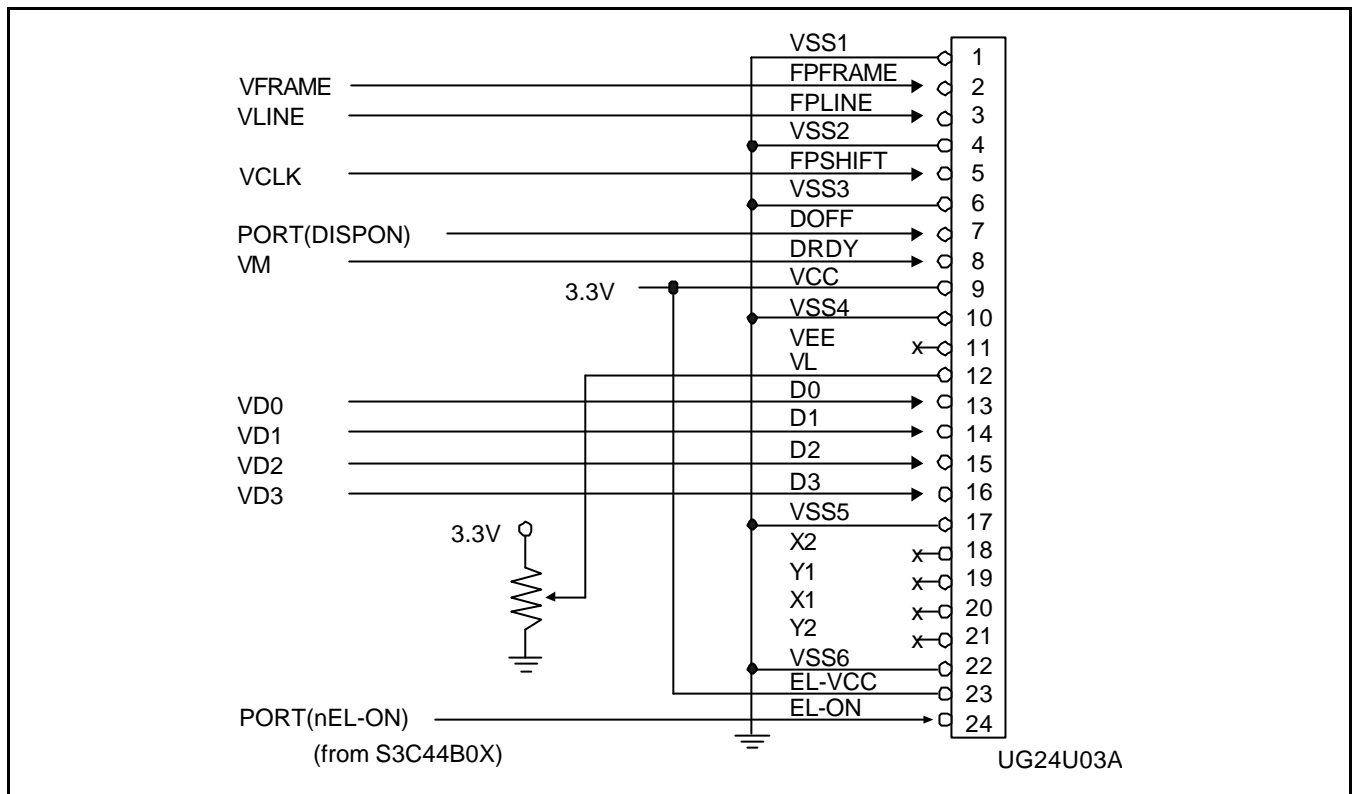 VSS1 1
VFRAME FPFRAME 2
VLINE FPLINE 3
VSS2 4
VCLK FPSHIFT 5
VSS3 6
PORT(DISPON) DOFF 7
VM DRDY 8
3.3V VCC 9
VSS4 10
VEE x 11
VL 12
VD0 D0 13
VD1 D1 14
VD2 D2 15
VD3 D3 16
VSS5 17
3.3V X2 x 18
Y1 x 19
X1 x 20
Y2 x 21
VSS6 22
EL-VCC 23
PORT(nEL-ON) EL-ON 24
(from S3C44B0X) UG24U03A